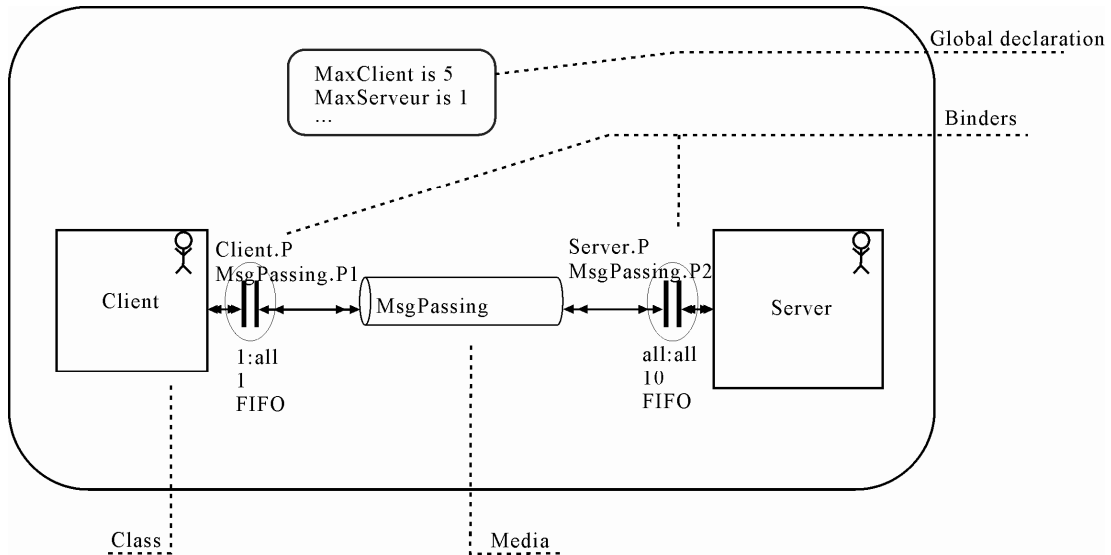 Global declaration
MaxClient is 5
MaxServeur is 1
...
Binders
Client.P
MsgPassing.P1
Server.P
MsgPassing.P2
Client
MsgPassing
Server
1:all
1
FIFO
all:all
10
FIFO
Class
Media